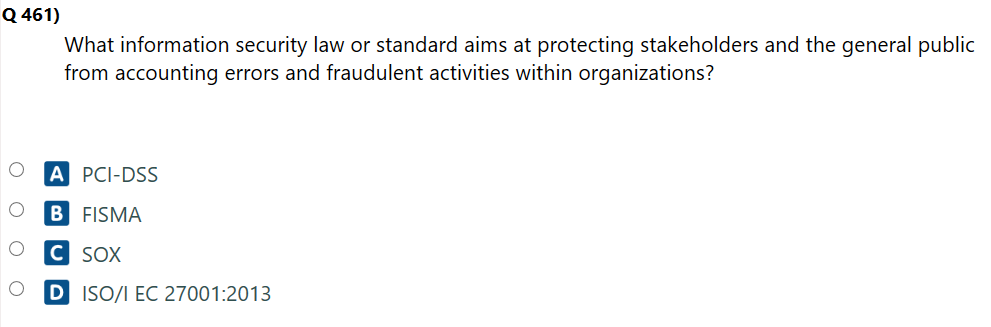 Q 461)
What information security law or standard aims at protecting stakeholders and the general public
from accounting errors and fraudulent activities within organizations?
A PCI-DSS
B FISMA
C SOX
D ISO/I EC 27001:2013